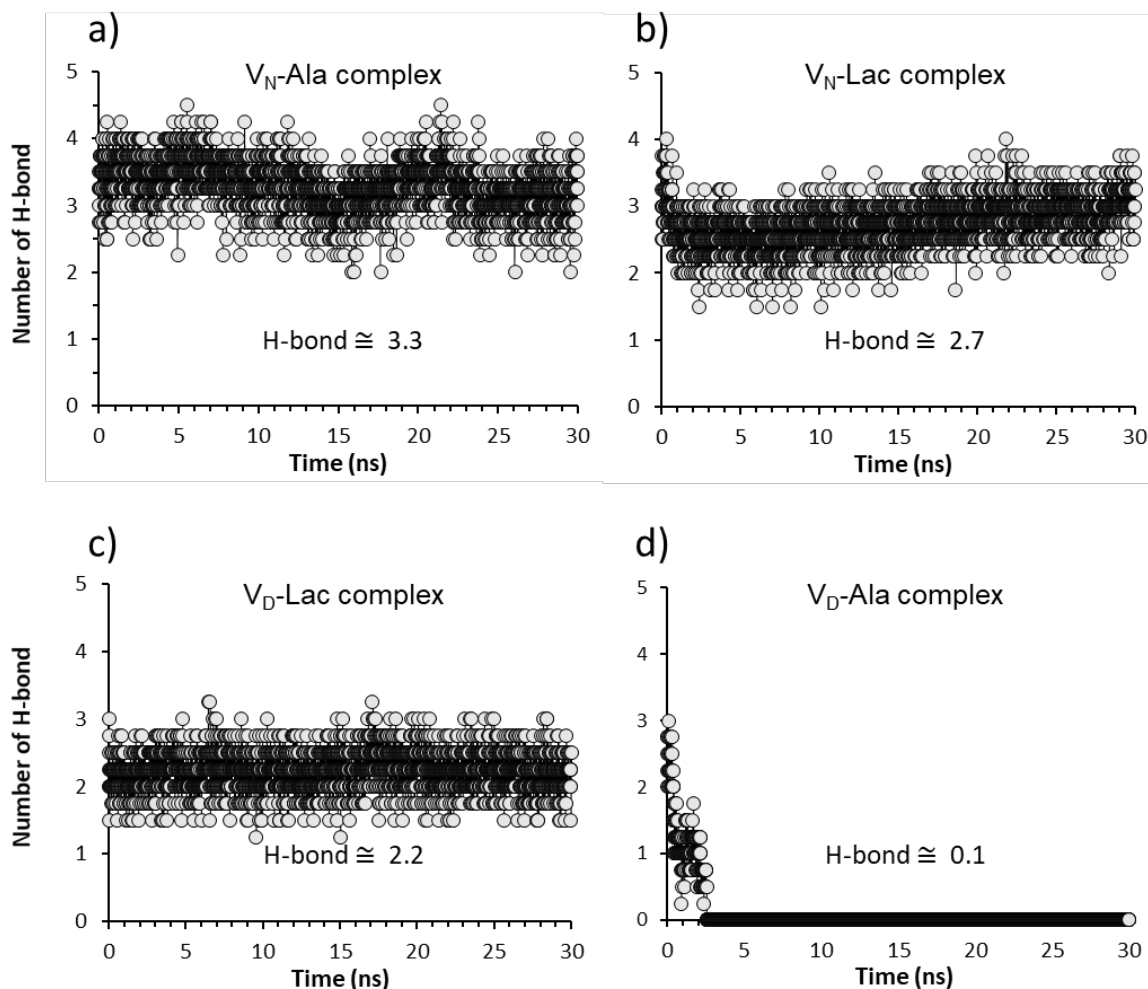 a)
V_N-Ala complex
Number of H-bond
5
4
3
2
1
0
H-bond ≅ 3.3
0 5 10 15 20 25 30
Time (ns)
b)
V_N-Lac complex
5
4
3
2
1
0
H-bond ≅ 2.7
0 5 10 15 20 25 30
Time (ns)
c)
V_D-Lac complex
Number of H-bond
5
4
3
2
1
0
H-bond ≅ 2.2
0 5 10 15 20 25 30
Time (ns)
d)
V_D-Ala complex
5
4
3
2
1
0
H-bond ≅ 0.1
0 5 10 15 20 25 30
Time (ns)